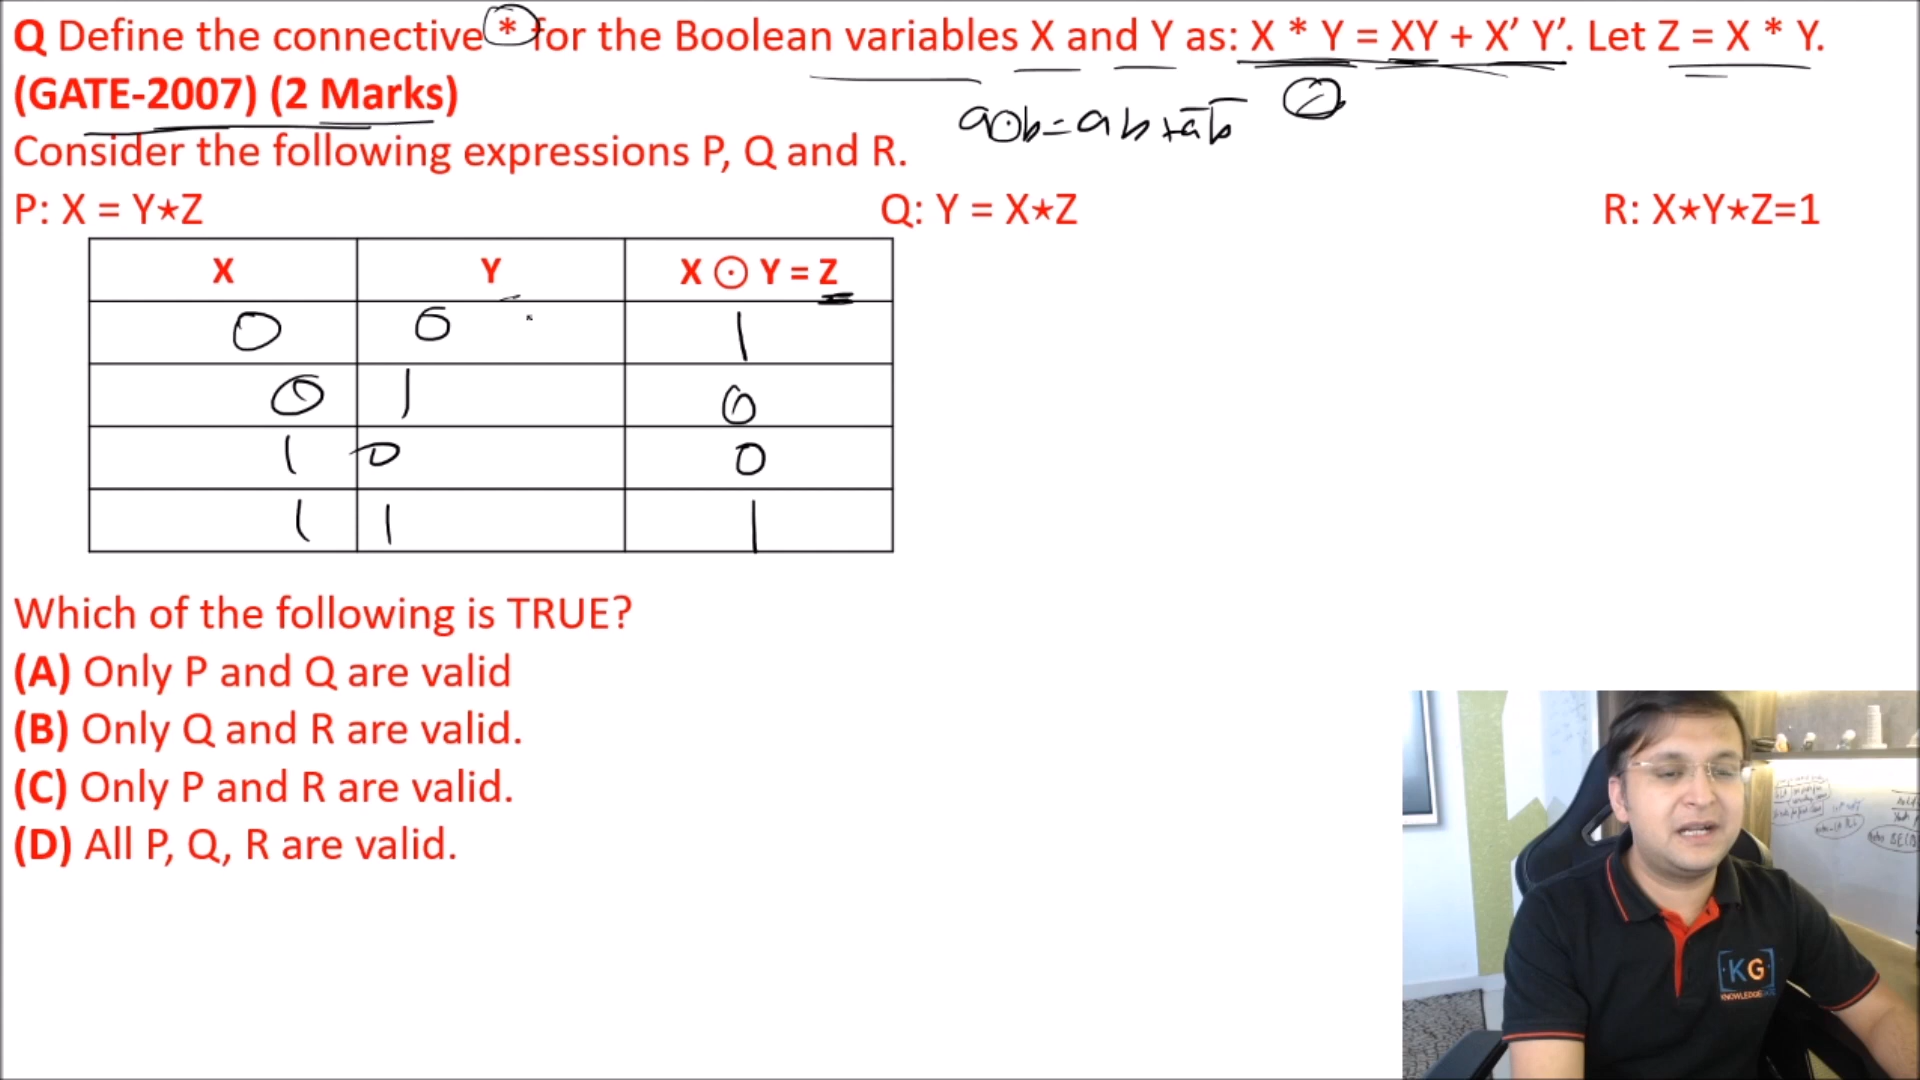 Q Define the connective * for the Boolean variables X and Y as: X * Y = XY + X’ Y’. Let Z = X * Y.
(GATE-2007) (2 Marks)
a⊙b=ab+a̅b̅
Consider the following expressions P, Q and R.
P: X = Y⋆Z Q: Y = X⋆Z R: X⋆Y⋆Z=1
X Y X ⊙ Y = Z
0 0 1
0 1 0
1 0 0
1 1 1
Which of the following is TRUE?
(A) Only P and Q are valid
(B) Only Q and R are valid.
(C) Only P and R are valid.
(D) All P, Q, R are valid.
KG
KNOWLEDGE